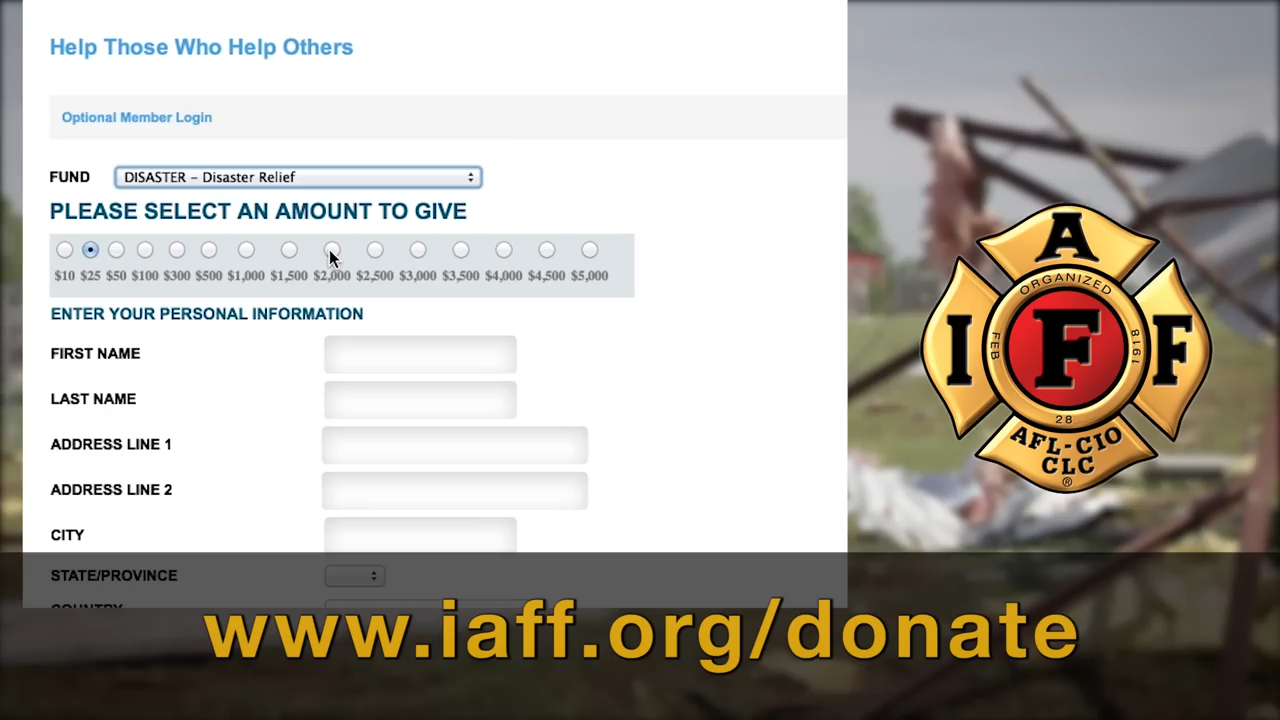 Help Those Who Help Others
Optional Member Login
FUND DISASTER – Disaster Relief
PLEASE SELECT AN AMOUNT TO GIVE
$10 $25 $50 $100 $300 $500 $1,000 $1,500 $2,000 $2,500 $3,000 $3,500 $4,000 $4,500 $5,000
ENTER YOUR PERSONAL INFORMATION
FIRST NAME
LAST NAME
ADDRESS LINE 1
ADDRESS LINE 2
CITY
STATE/PROVINCE
COUNTRY
A
ORGANIZED
I F F
FEB 1918
28
AFL-CIO
CLC
®
www.iaff.org/donate